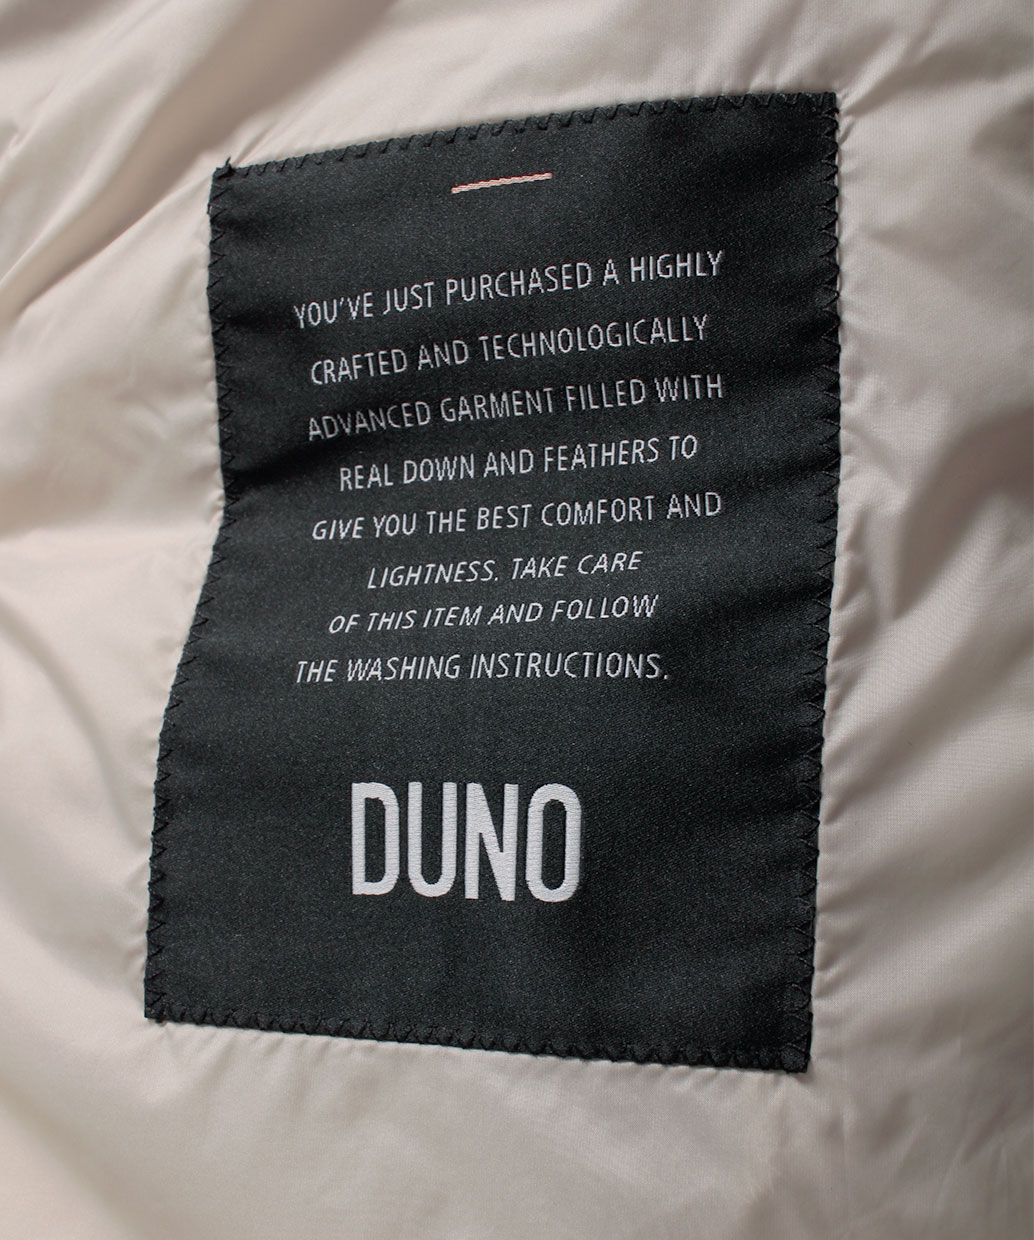 YOU'VE JUST PURCHASED A HIGHLY
CRAFTED AND TECHNOLOGICALLY
ADVANCED GARMENT FILLED WITH
REAL DOWN AND FEATHERS TO
GIVE YOU THE BEST COMFORT AND
LIGHTNESS. TAKE CARE
OF THIS ITEM AND FOLLOW
THE WASHING INSTRUCTIONS.
DUNO